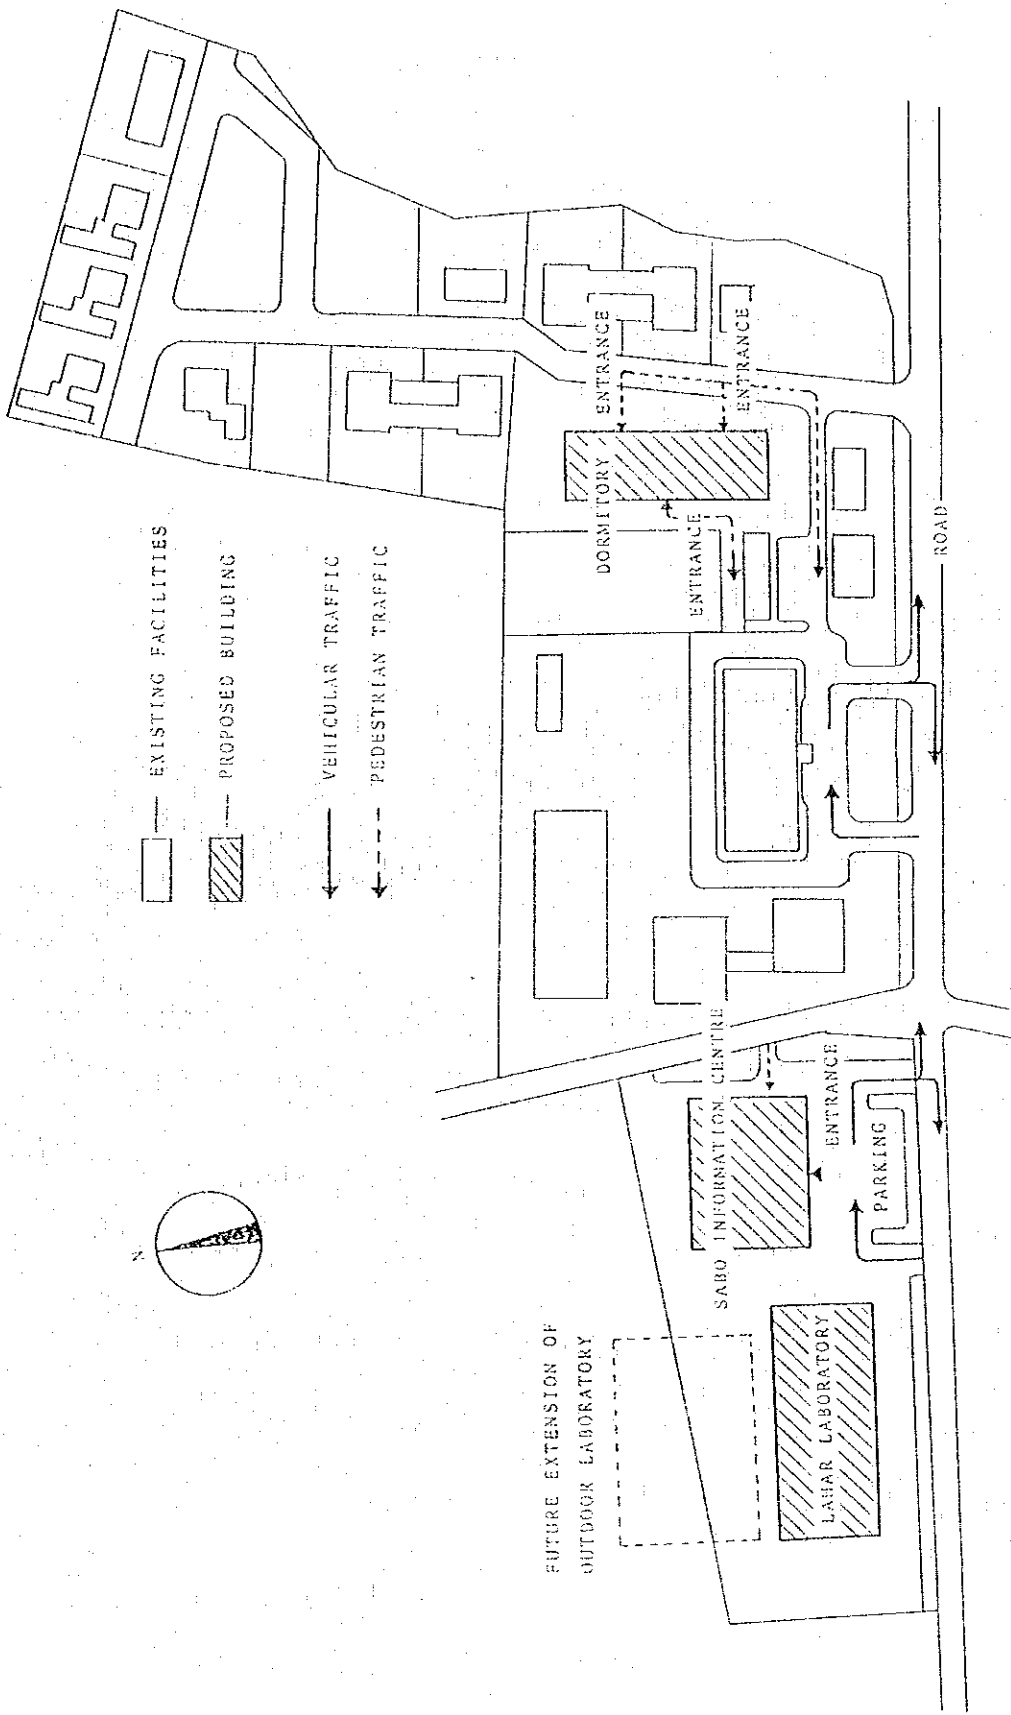 EXISTING FACILITIES
PROPOSED BUILDING
VEHICULAR TRAFFIC
PEDESTRIAN TRAFFIC
N
FUTURE EXTENSION OF
OUTDOOR LABORATORY
LAHAR LABORATORY
SABO INFORMATION CENTRE
ENTRANCE
PARKING
DORMITORY
ENTRANCE
ENTRANCE
ENTRANCE
ROAD